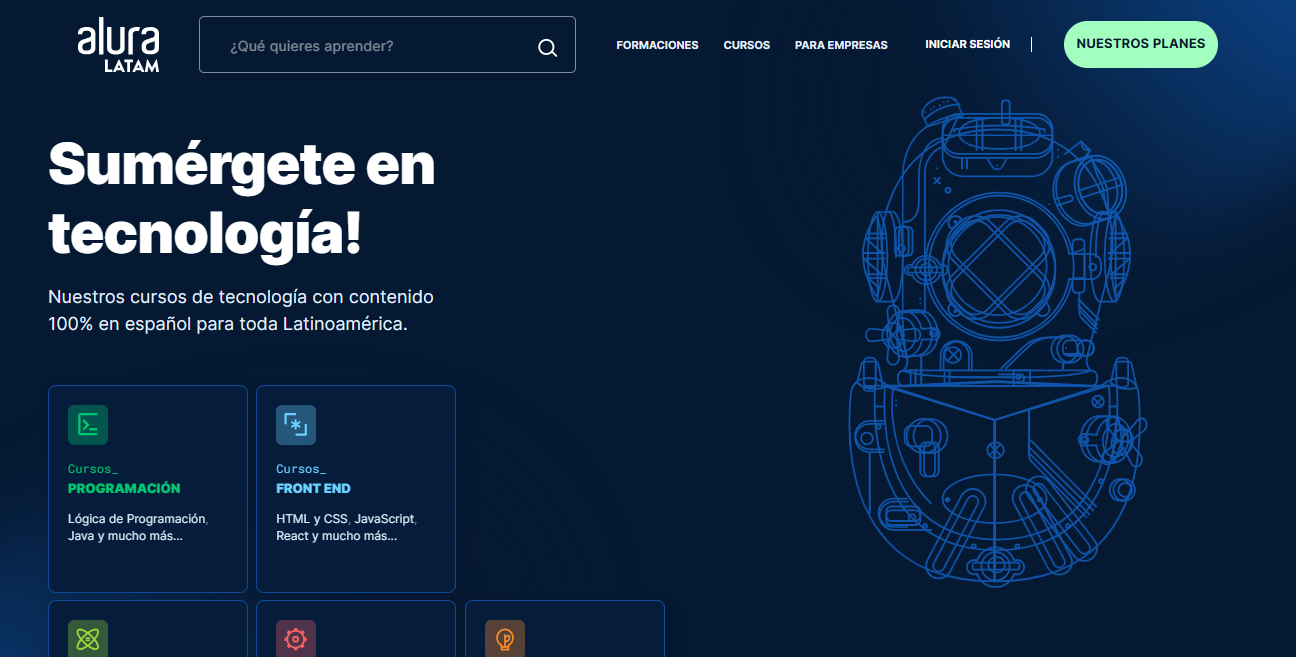 alura
LATAM
¿Qué quieres aprender?
FORMACIONES
CURSOS
PARA EMPRESAS
INICIAR SESIÓN
NUESTROS PLANES
Sumérgete en
tecnología!
Nuestros cursos de tecnología con contenido
100% en español para toda Latinoamérica.
Cursos_
PROGRAMACIÓN
Lógica de Programación,
Java y mucho más...
Cursos_
FRONT END
HTML y CSS, JavaScript,
React y mucho más...